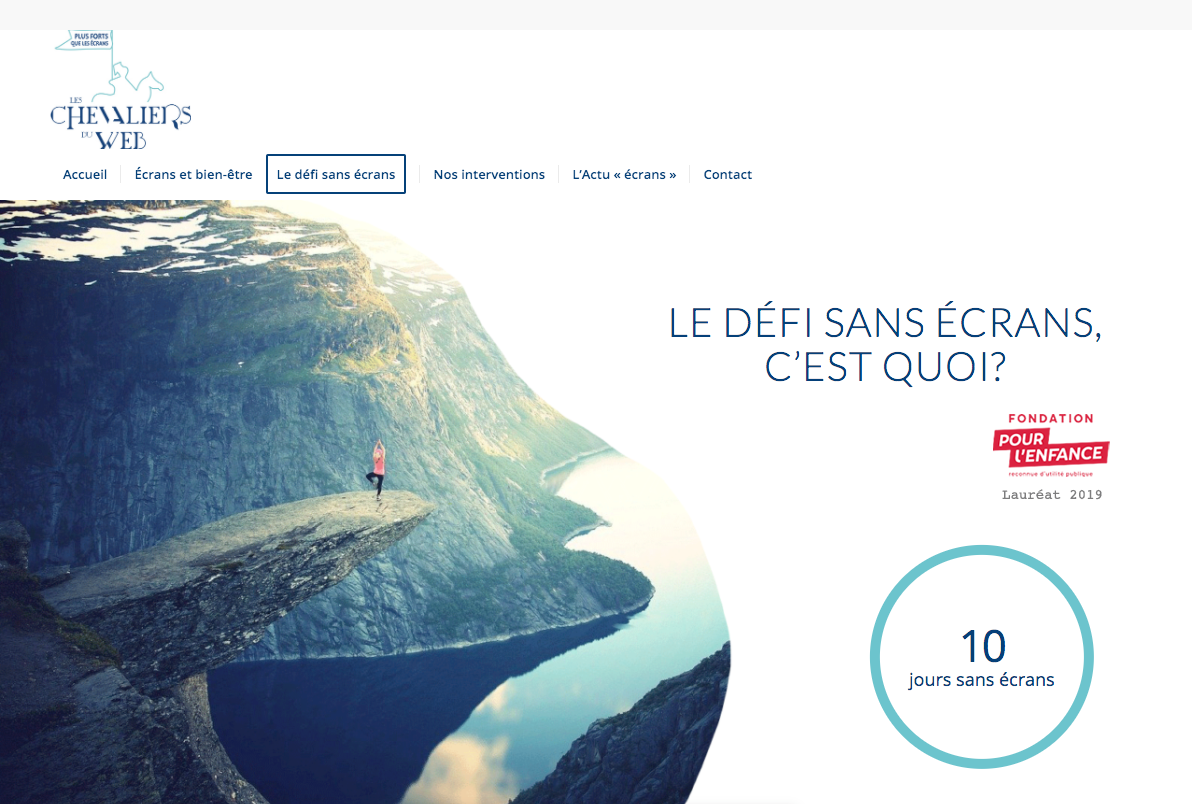 PLUS FORTS
QUE LES ÉCRANS
LES
CHEVALIERS
DU WEB
Accueil
Écrans et bien-être
Le défi sans écrans
Nos interventions
L’Actu « écrans »
Contact
LE DÉFI SANS ÉCRANS,
C’EST QUOI?
FONDATION
POUR
L’ENFANCE
reconnue d’utilité publique
Lauréat 2019
10
jours sans écrans